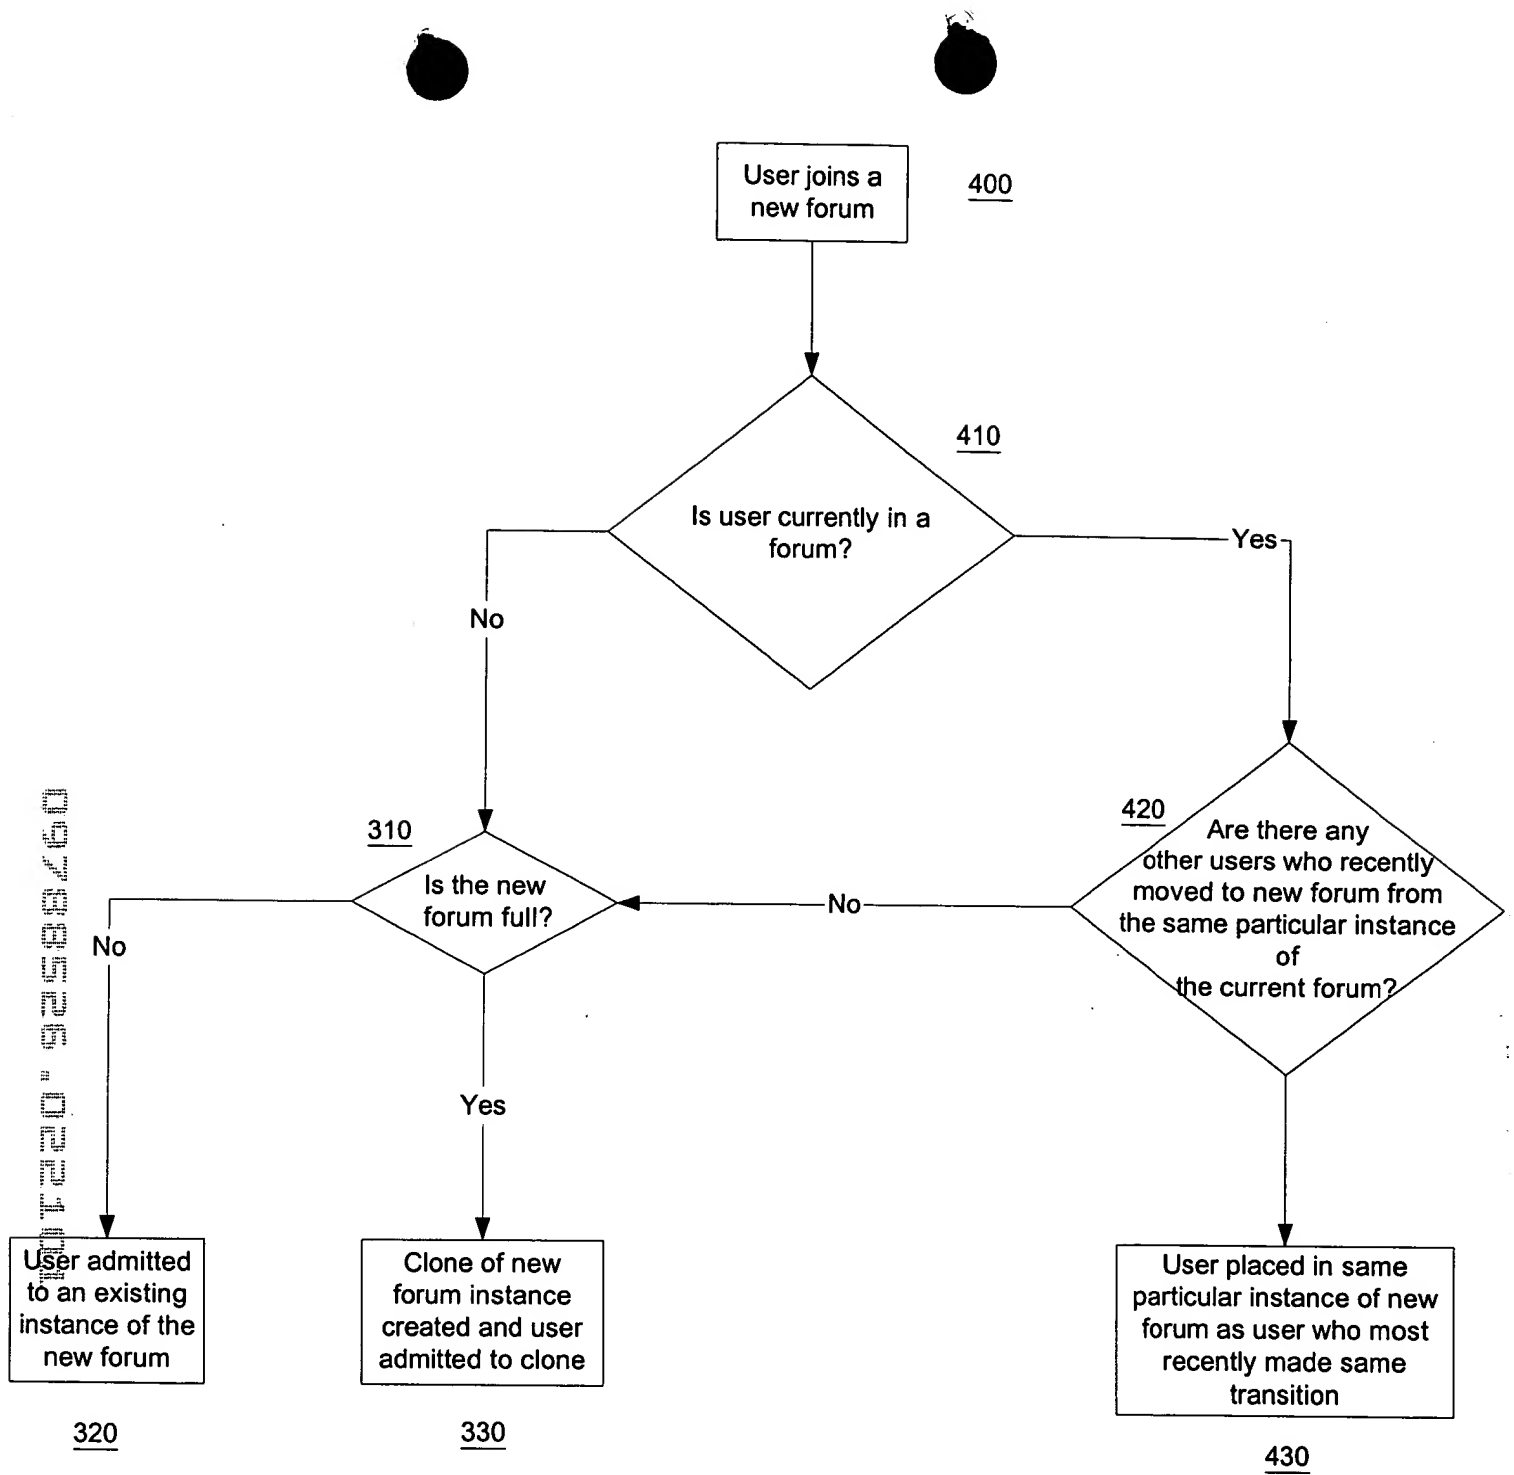 User joins a
new forum
400
410
Is user currently in a
forum?
Yes
No
420
Are there any
other users who recently
moved to new forum from
the same particular instance
of
the current forum?
310
Is the new
forum full?
No
No
Yes
User admitted
to an existing
instance of the
new forum
320
Clone of new
forum instance
created and user
admitted to clone
330
User placed in same
particular instance of new
forum as user who most
recently made same
transition
430
09788526.022101